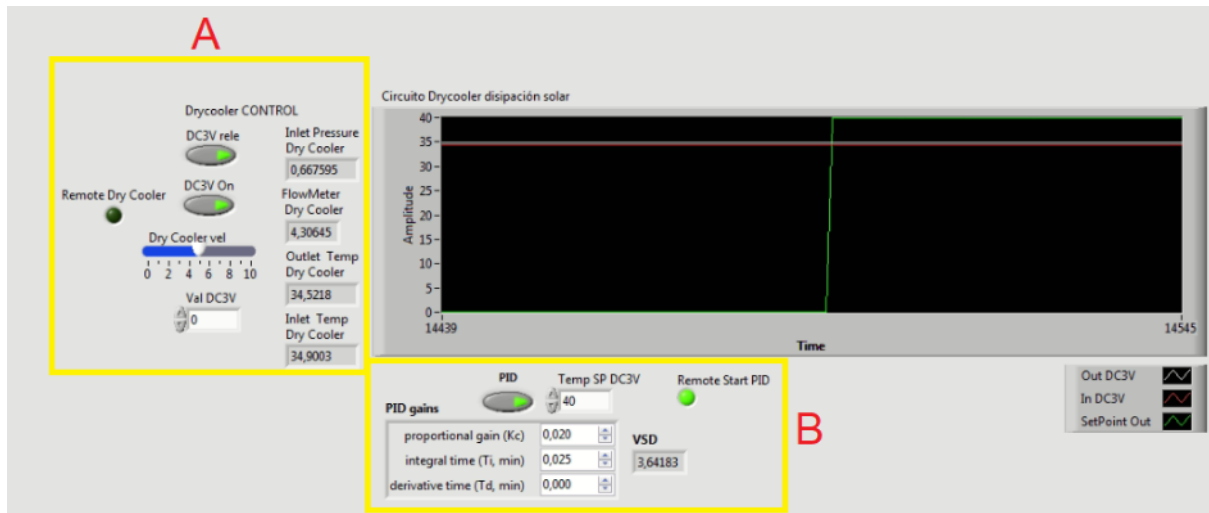 A
Drycooler CONTROL
DC3V rele
Inlet Pressure
Dry Cooler
0,667595
Remote Dry Cooler
DC3V On
FlowMeter
Dry Cooler
4,30645
Dry Cooler vel
0 2 4 6 8 10
Outlet Temp
Dry Cooler
34,5218
Val DC3V
0
Inlet Temp
Dry Cooler
34,9003
Circuito Drycooler disipación solar
Amplitude
40
35
30
25
20
15
10
5
0
14439
14545
Time
Out DC3V
In DC3V
SetPoint Out
B
PID
Temp SP DC3V
40
Remote Start PID
PID gains
proportional gain (Kc) 0,020
integral time (Ti, min) 0,025
derivative time (Td, min) 0,000
VSD
3,64183